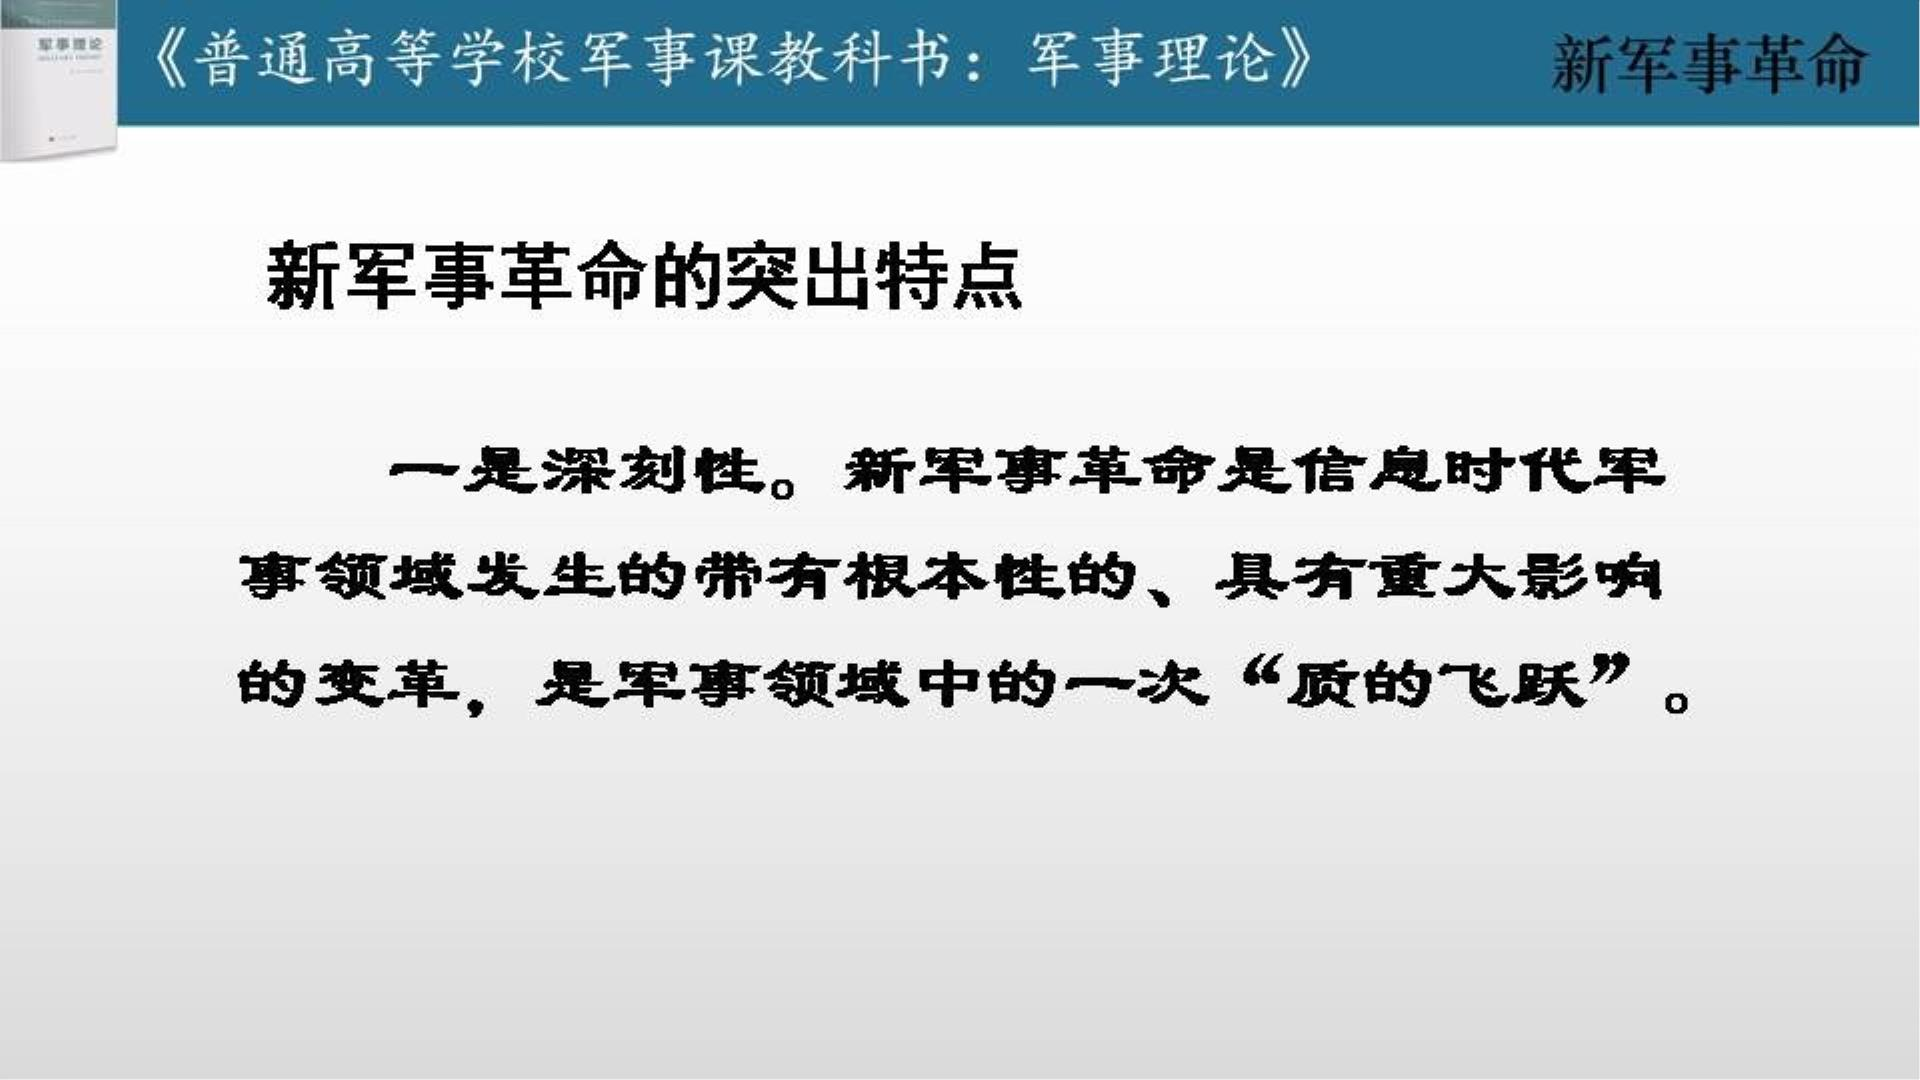 军事理论
《普通高等学校军事课教科书：军事理论》
新军事革命
新军事革命的突出特点
一是深刻性。新军事革命是信息时代军
事领域发生的带有根本性的、具有重大影响
的变革，是军事领域中的一次“质的飞跃”。